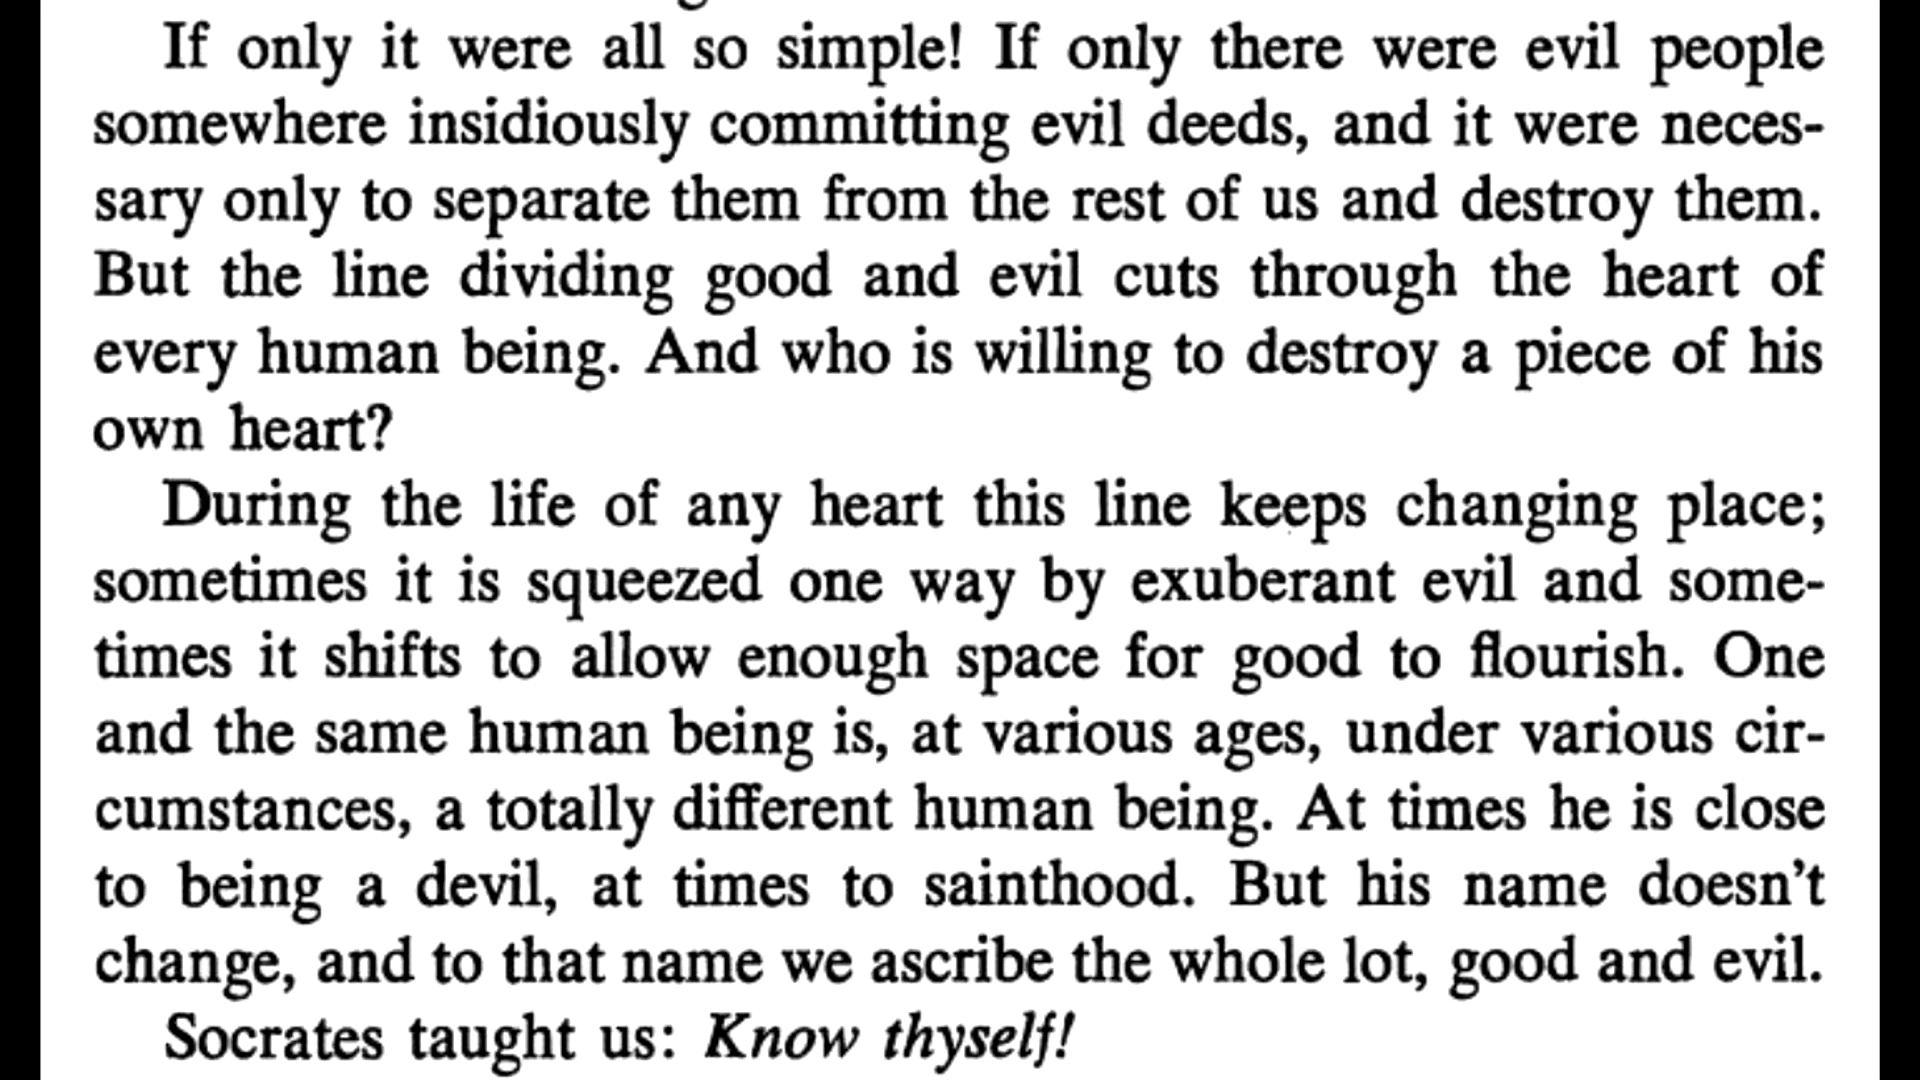 If only it were all so simple! If only there were evil people
somewhere insidiously committing evil deeds, and it were neces-
sary only to separate them from the rest of us and destroy them.
But the line dividing good and evil cuts through the heart of
every human being. And who is willing to destroy a piece of his
own heart?
During the life of any heart this line keeps changing place;
sometimes it is squeezed one way by exuberant evil and some-
times it shifts to allow enough space for good to flourish. One
and the same human being is, at various ages, under various cir-
cumstances, a totally different human being. At times he is close
to being a devil, at times to sainthood. But his name doesn't
change, and to that name we ascribe the whole lot, good and evil.
Socrates taught us: Know thyself!